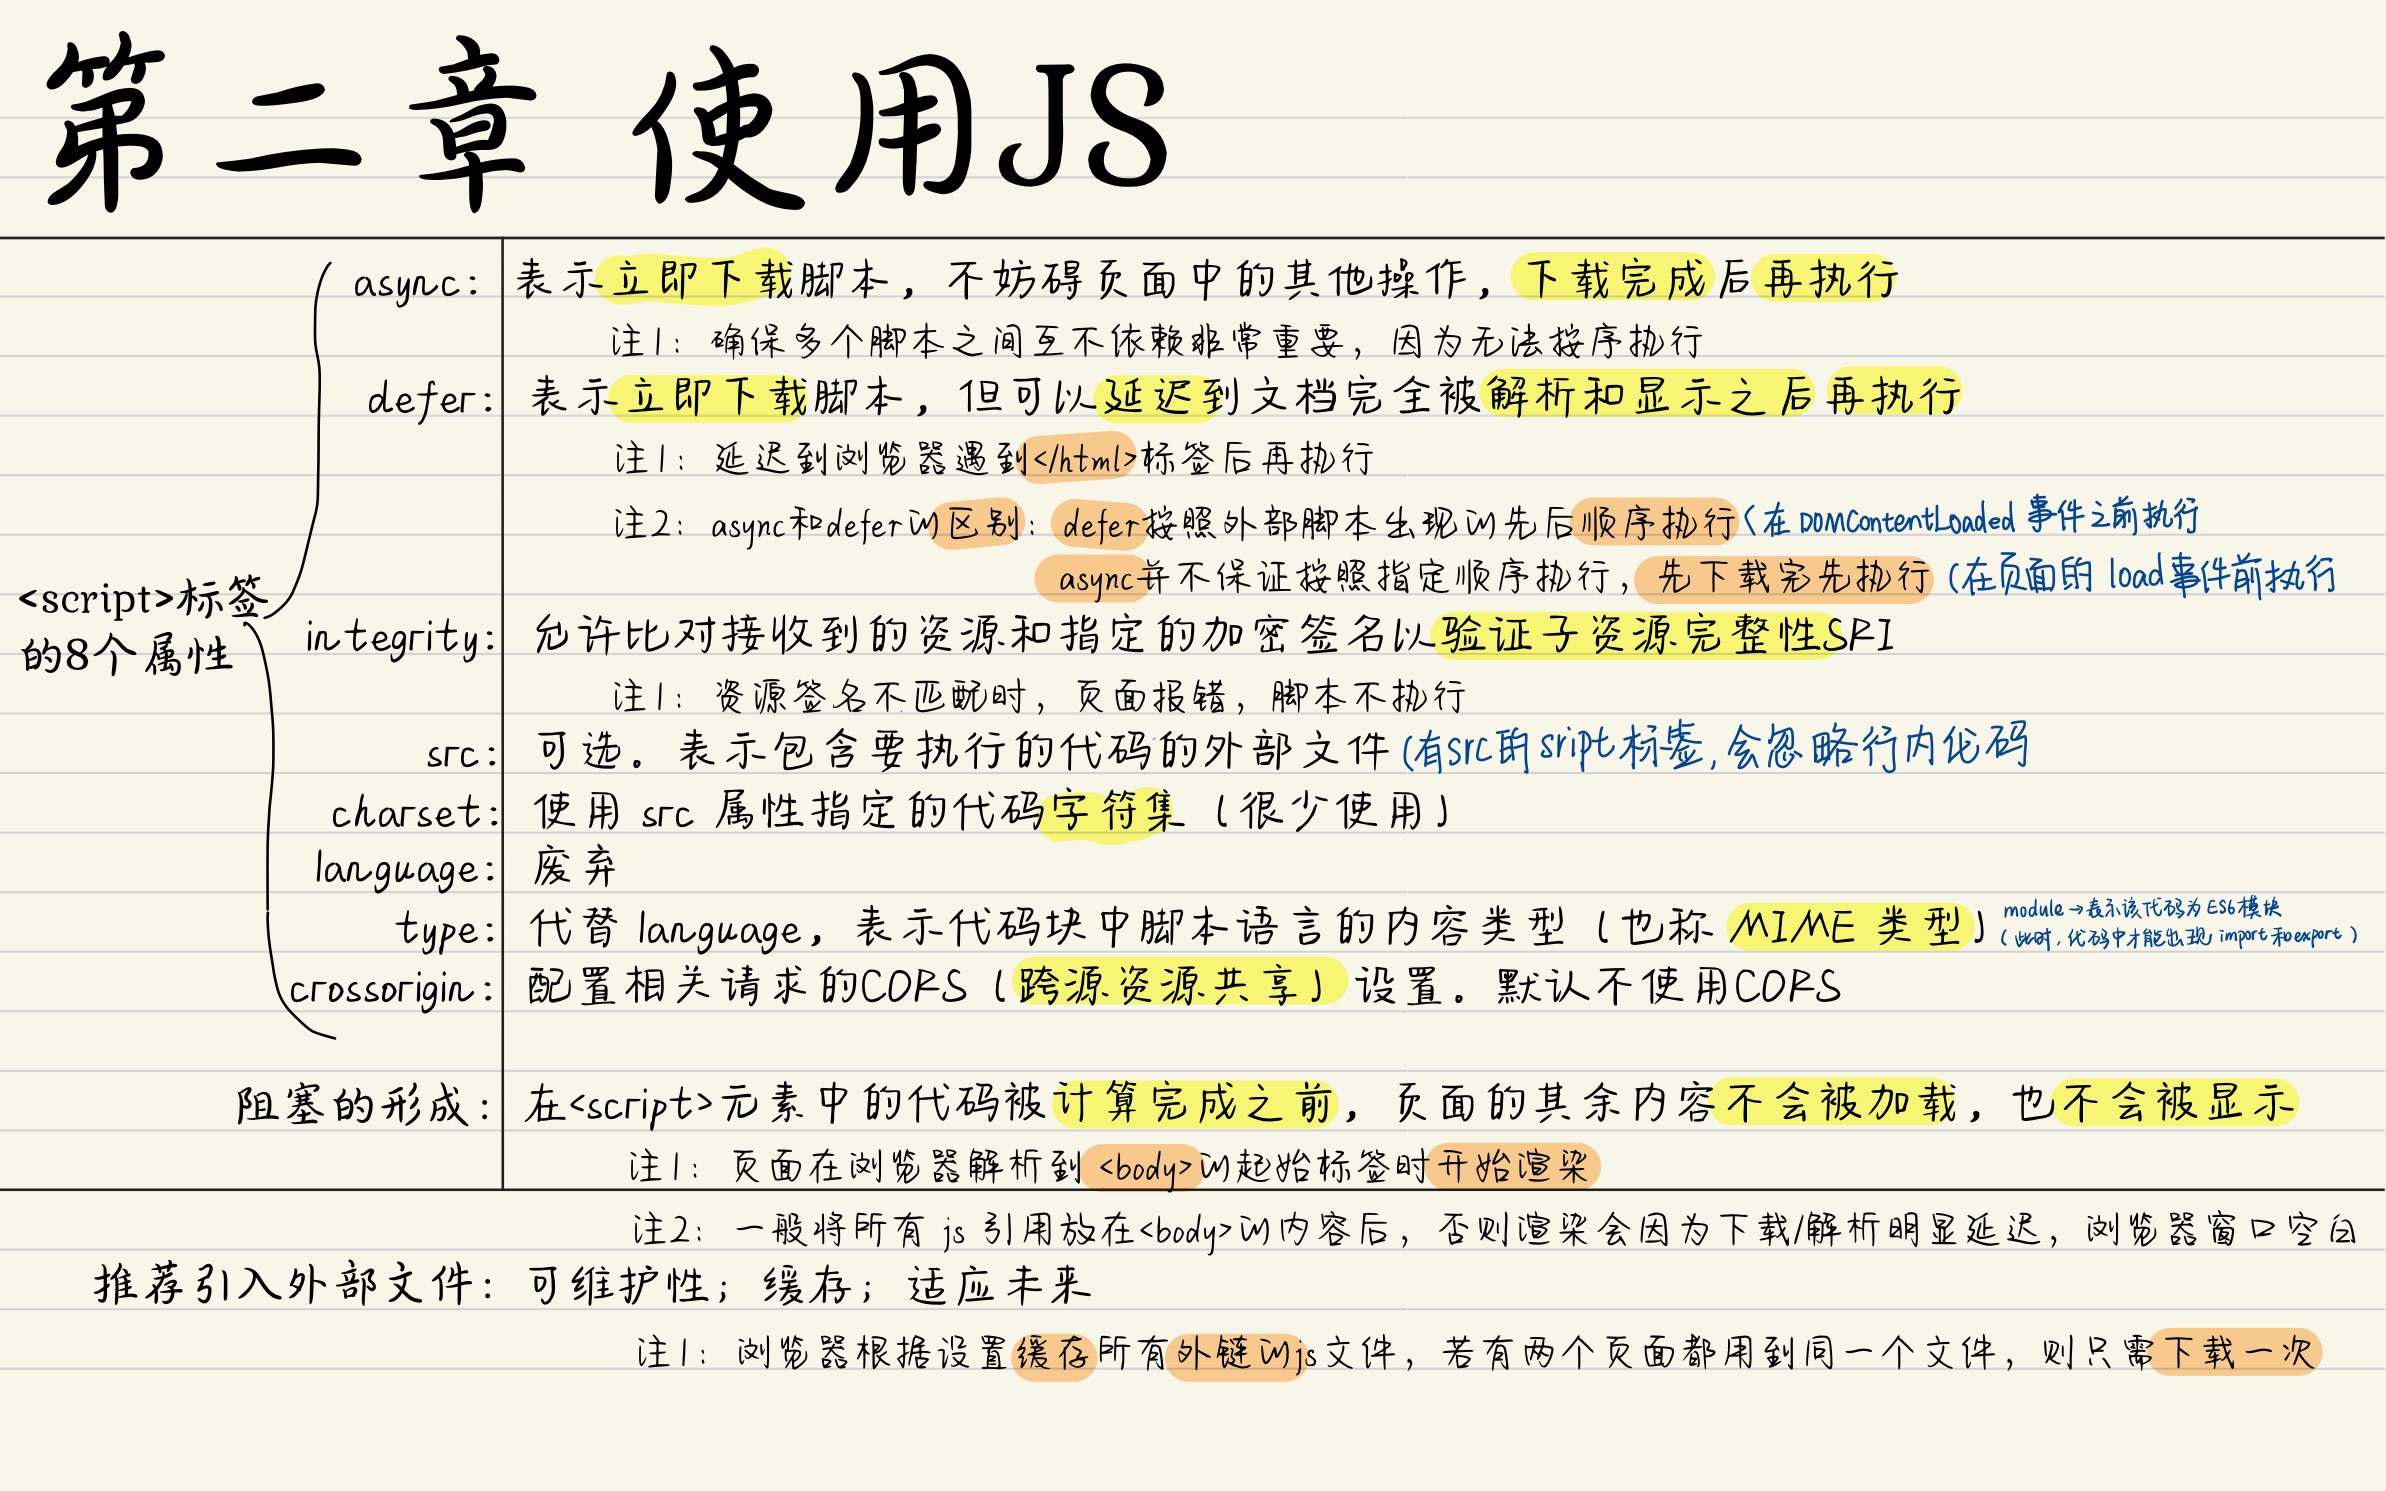 第二章 使用JS
async: 表示立即下载脚本，不妨碍页面中的其他操作，下载完成后再执行
注1：确保多个脚本之间互不依赖非常重要，因为无法按序执行
defer: 表示立即下载脚本，但可以延迟到文档完全被解析和显示之后再执行
注1：延迟到浏览器遇到</html>标签后再执行
注2：async和defer的区别：defer按照外部脚本出现的先后顺序执行(在DOMContentLoaded事件之前执行
async并不保证按照指定顺序执行，先下载完先执行(在页面的load事件前执行
<script>标签
的8个属性
integrity: 允许比对接收到的资源和指定的加密签名以验证子资源完整性SRI
注1：资源签名不匹配时，页面报错，脚本不执行
src: 可选。表示包含要执行的代码的外部文件(有src的sript标签,会忽略行内代码
charset: 使用 src 属性指定的代码字符集（很少使用）
language: 废弃
type: 代替 language，表示代码块中脚本语言的内容类型（也称 MIME 类型）
module→表示该代码为ES6模块
(此时,代码中才能出现import和export)
crossorigin: 配置相关请求的CORS（跨源资源共享）设置。默认不使用CORS
阻塞的形成：在<script>元素中的代码被计算完成之前，页面的其余内容不会被加载，也不会被显示
注1：页面在浏览器解析到<body>的起始标签时开始渲染
注2：一般将所有 js 引用放在<body>的内容后，否则渲染会因为下载/解析明显延迟，浏览器窗口空白
推荐引入外部文件：可维护性；缓存；适应未来
注1：浏览器根据设置缓存所有外链的js文件，若有两个页面都用到同一个文件，则只需下载一次